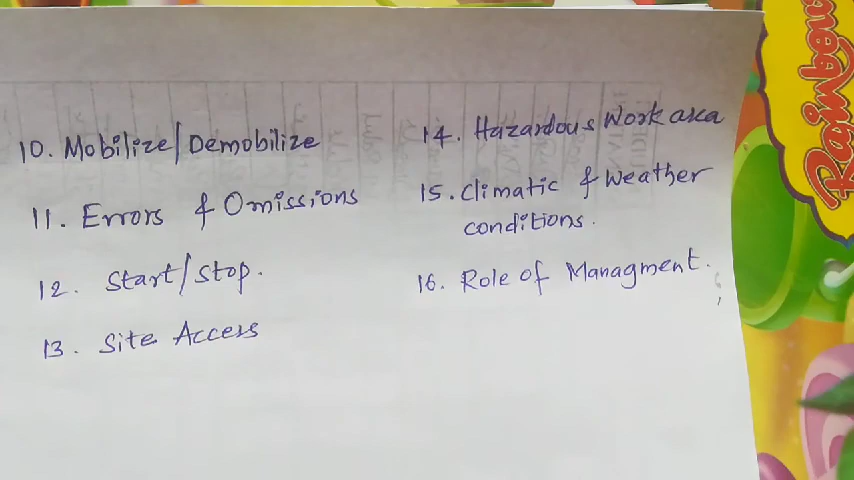 10. Mobilize/Demobilize
11. Errors & Omissions
12. Start/Stop.
13. Site Access
14. Hazardous Work area
15. Climatic & Weather
conditions.
16. Role of Managment.
Rainbow